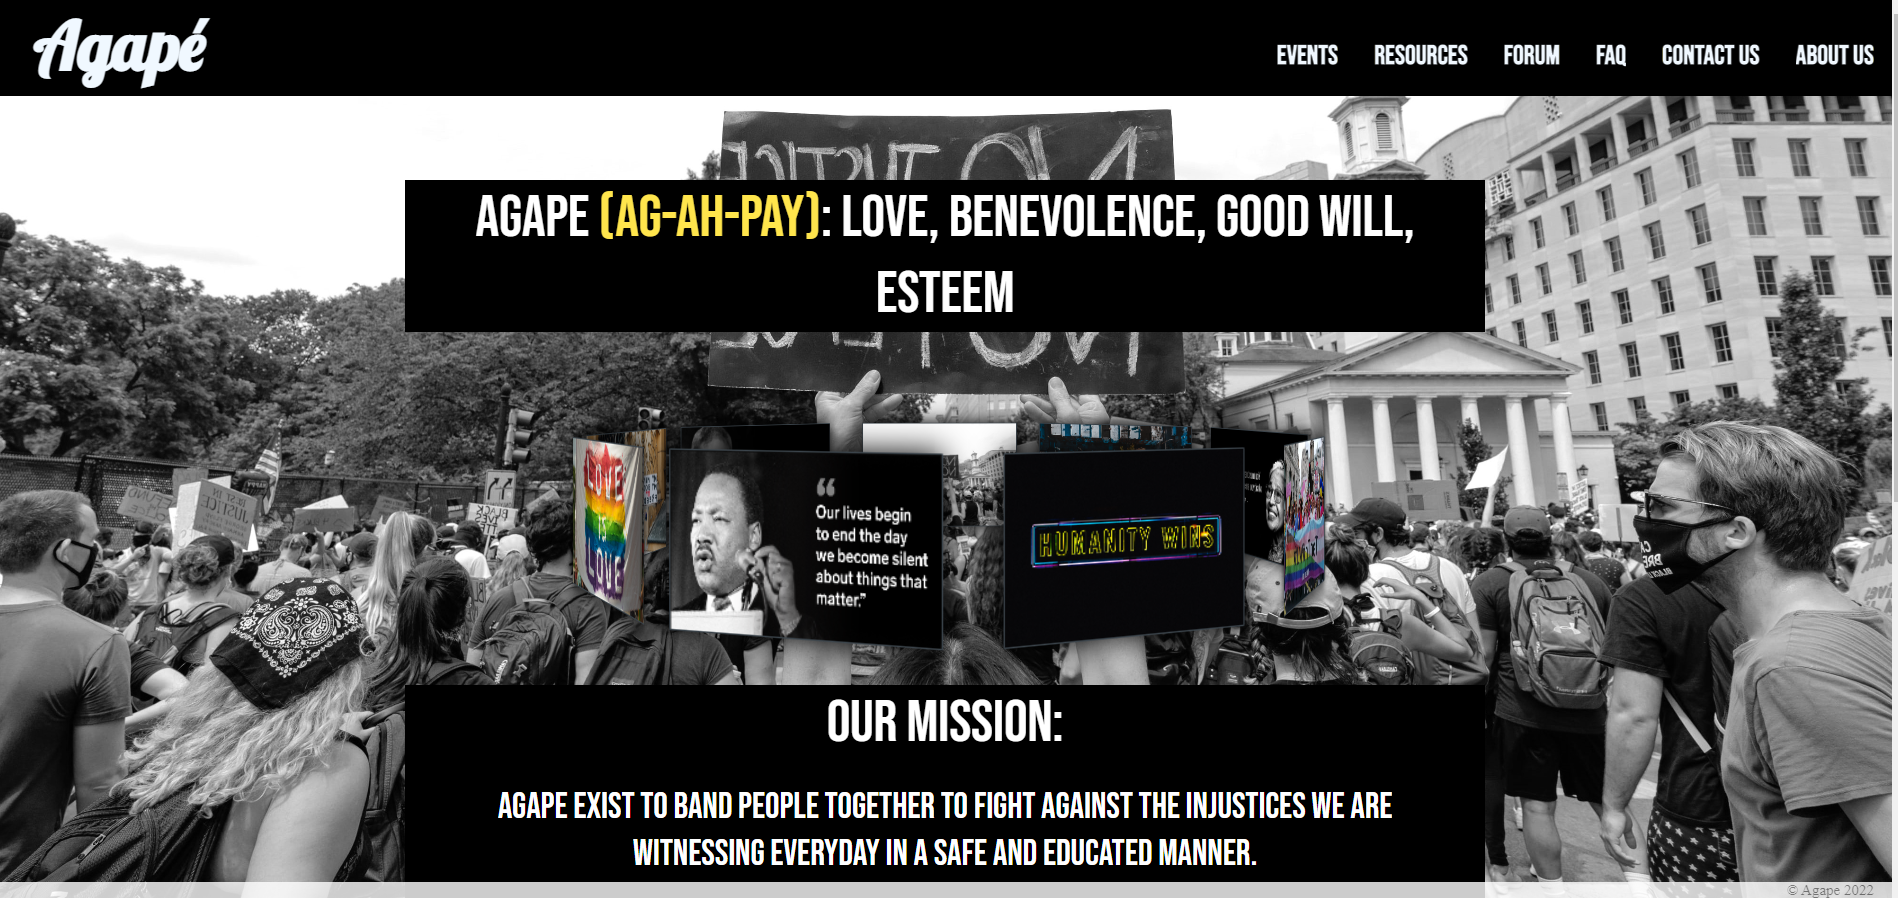 Agapé
EVENTS RESOURCES FORUM FAQ CONTACT US ABOUT US
AGAPE (AG-AH-PAY): LOVE, BENEVOLENCE, GOOD WILL,
ESTEEM
LOVE
IS
LOVE
“
Our lives begin
to end the day
we become silent
about things that
matter.”
HUMANITY WINS
OUR MISSION:
AGAPE EXIST TO BAND PEOPLE TOGETHER TO FIGHT AGAINST THE INJUSTICES WE ARE
WITNESSING EVERYDAY IN A SAFE AND EDUCATED MANNER.
© Agape 2022